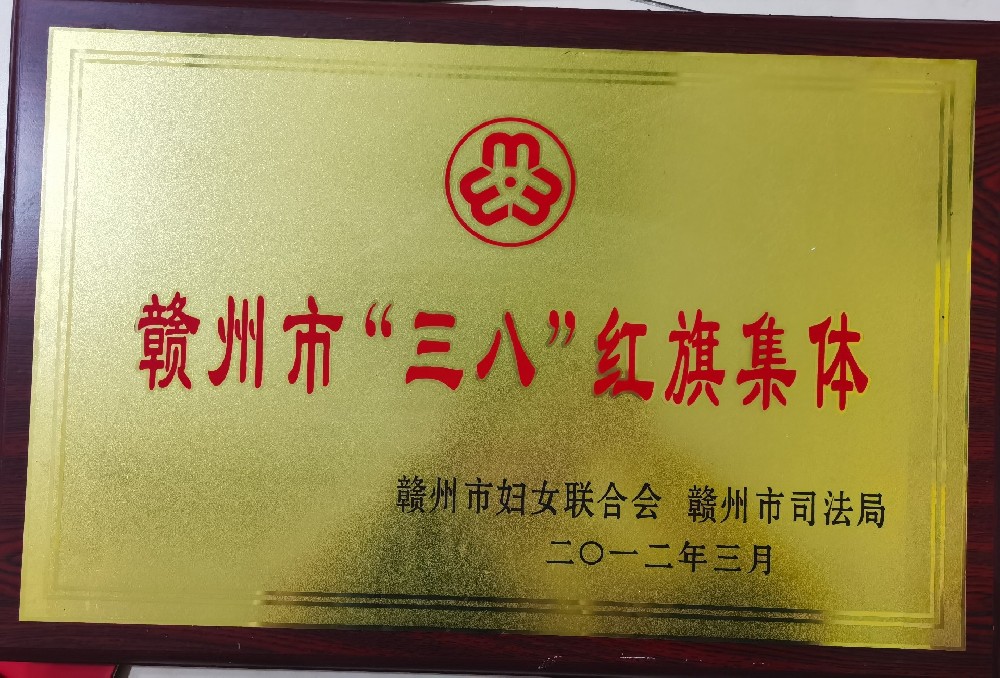 赣州市“三八”红旗集体
赣州市妇女联合会 赣州市司法局
二〇一二年三月